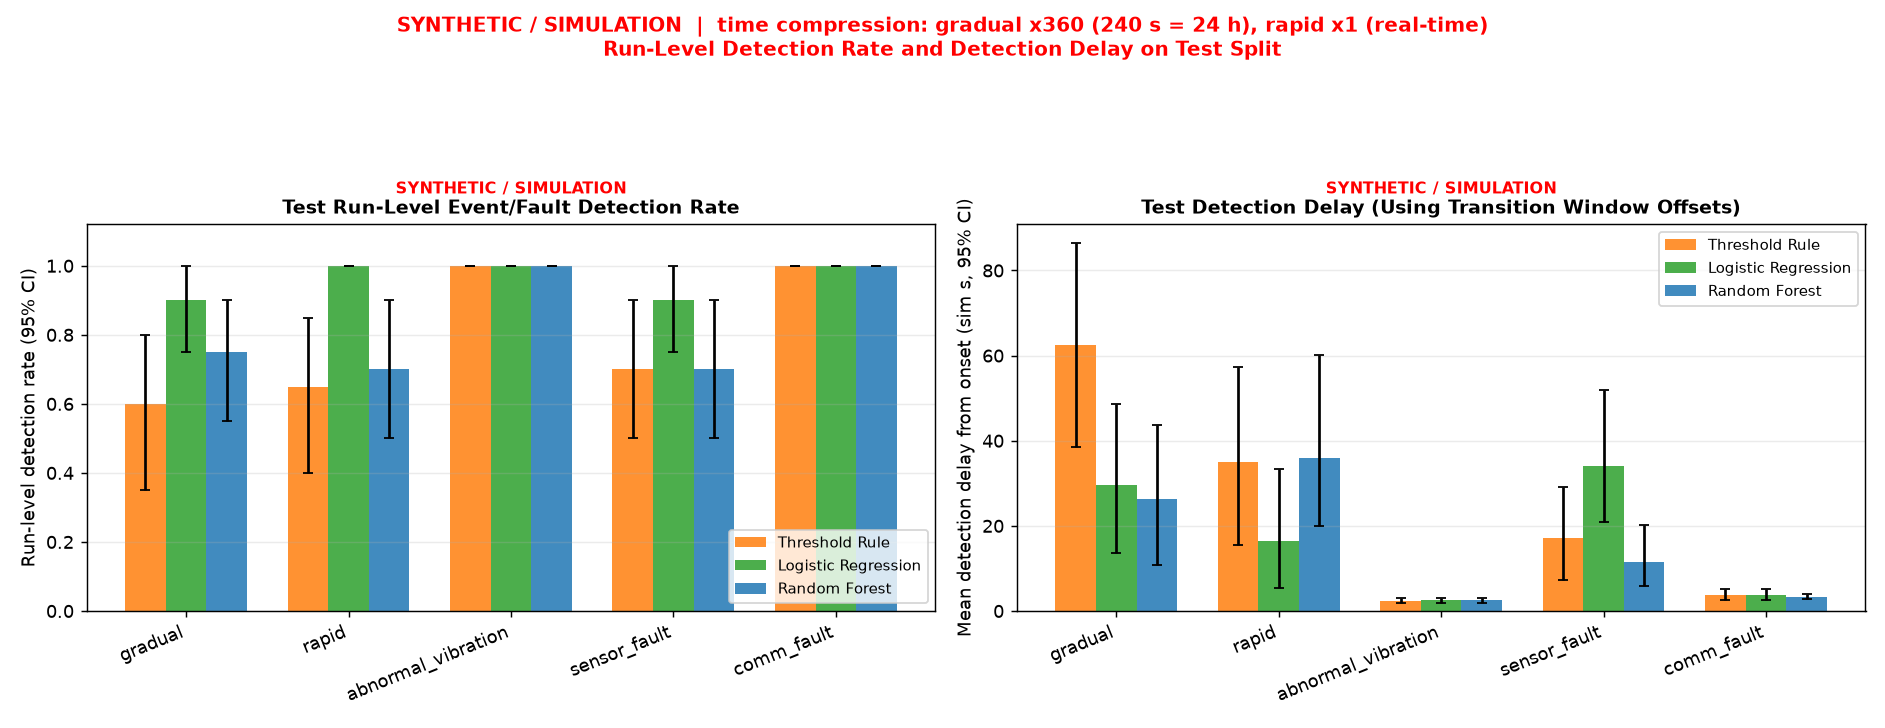 SYNTHETIC / SIMULATION | time compression: gradual x360 (240 s = 24 h), rapid x1 (real-time)
Run-Level Detection Rate and Detection Delay on Test Split
SYNTHETIC / SIMULATION
Test Run-Level Event/Fault Detection Rate
Run-level detection rate (95% CI)
1.0
0.8
0.6
0.4
0.2
0.0
Threshold Rule
Logistic Regression
Random Forest
gradual
rapid
abnormal_vibration
sensor_fault
comm_fault
SYNTHETIC / SIMULATION
Test Detection Delay (Using Transition Window Offsets)
Mean detection delay from onset (sim s, 95% CI)
80
60
40
20
0
Threshold Rule
Logistic Regression
Random Forest
gradual
rapid
abnormal_vibration
sensor_fault
comm_fault